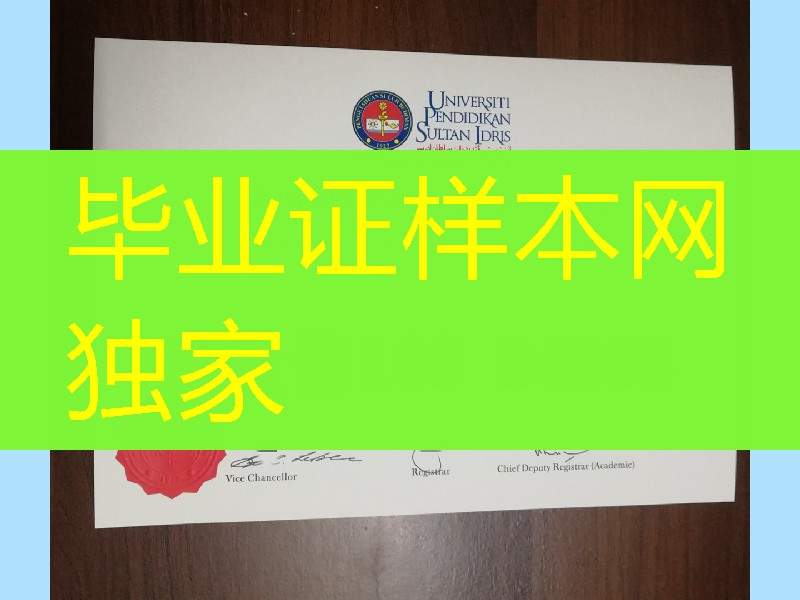 UNIVERSITI
PENDIDIKAN
SULTAN IDRIS
毕业证样本网
独家
Vice Chancellor
Registrar
Chief Deputy Registrar (Academic)